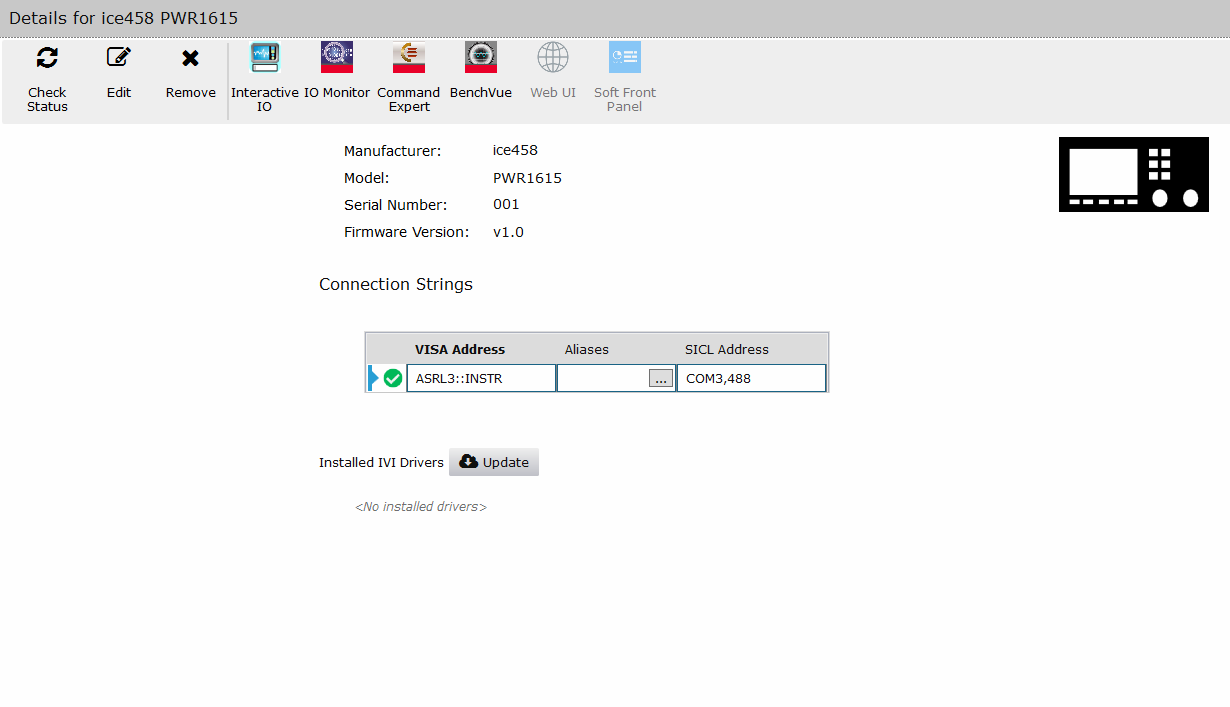 Details for ice458 PWR1615
Check Status
Edit
Remove
Interactive IO
IO Monitor
Command Expert
BenchVue
Web UI
Soft Front Panel
Manufacturer: ice458
Model: PWR1615
Serial Number: 001
Firmware Version: v1.0
Connection Strings
VISA Address Aliases SICL Address
ASRL3::INSTR ... COM3,488
Installed IVI Drivers Update
<No installed drivers>